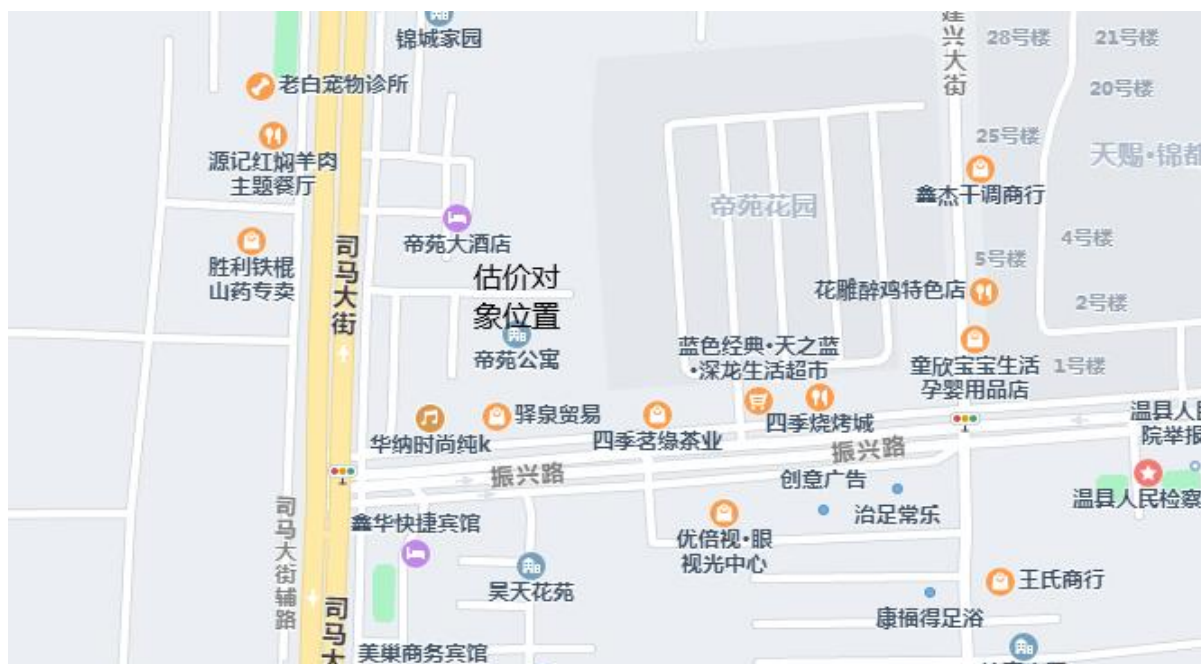 锦城家园
老白宠物诊所
源记红焖羊肉
主题餐厅
胜利铁棍
山药专卖
司马大街
帝苑大酒店
估价对
象位置
帝苑公寓
帝苑花园
建兴大街
28号楼
21号楼
20号楼
25号楼
天赐·锦都
鑫杰干调商行
4号楼
5号楼
花雕醉鸡特色店
2号楼
蓝色经典·天之蓝
·深龙生活超市
童欣宝宝生活
孕婴用品店
1号楼
华纳时尚纯k
驿泉贸易
四季茗缘茶业
四季烧烤城
温县人民
院举报
振兴路
振兴路
创意广告
治足常乐
温县人民检察
司马大街辅路
鑫华快捷宾馆
优倍视·眼
视光中心
昊天花苑
王氏商行
康福得足浴
司马大
美巢商务宾馆